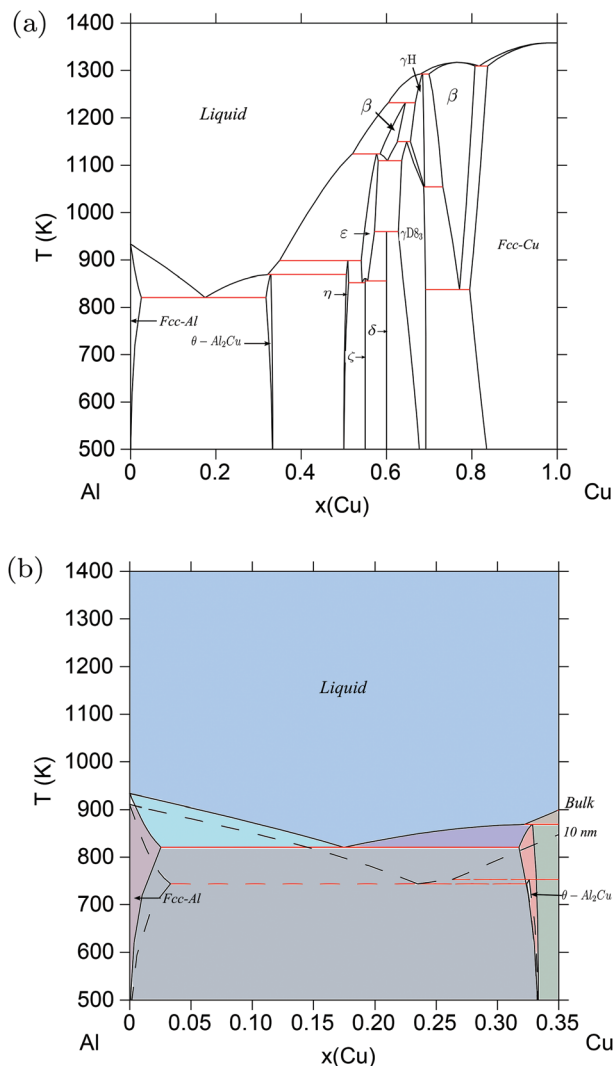 (a)
1400
1300
1200
1100
1000
900
800
700
600
500
T (K)
Liquid
γH
β
β
ε
γD8₃
Fcc-Cu
η
Fcc-Al
θ-Al₂Cu
δ
ζ
0
0.2
0.4
0.6
0.8
1.0
Al
x(Cu)
Cu
(b)
1400
1300
1200
1100
1000
900
800
700
600
500
T (K)
Liquid
Bulk
10 nm
Fcc-Al
θ-Al₂Cu
0
0.05
0.10
0.15
0.20
0.25
0.30
0.35
Al
x(Cu)
Cu